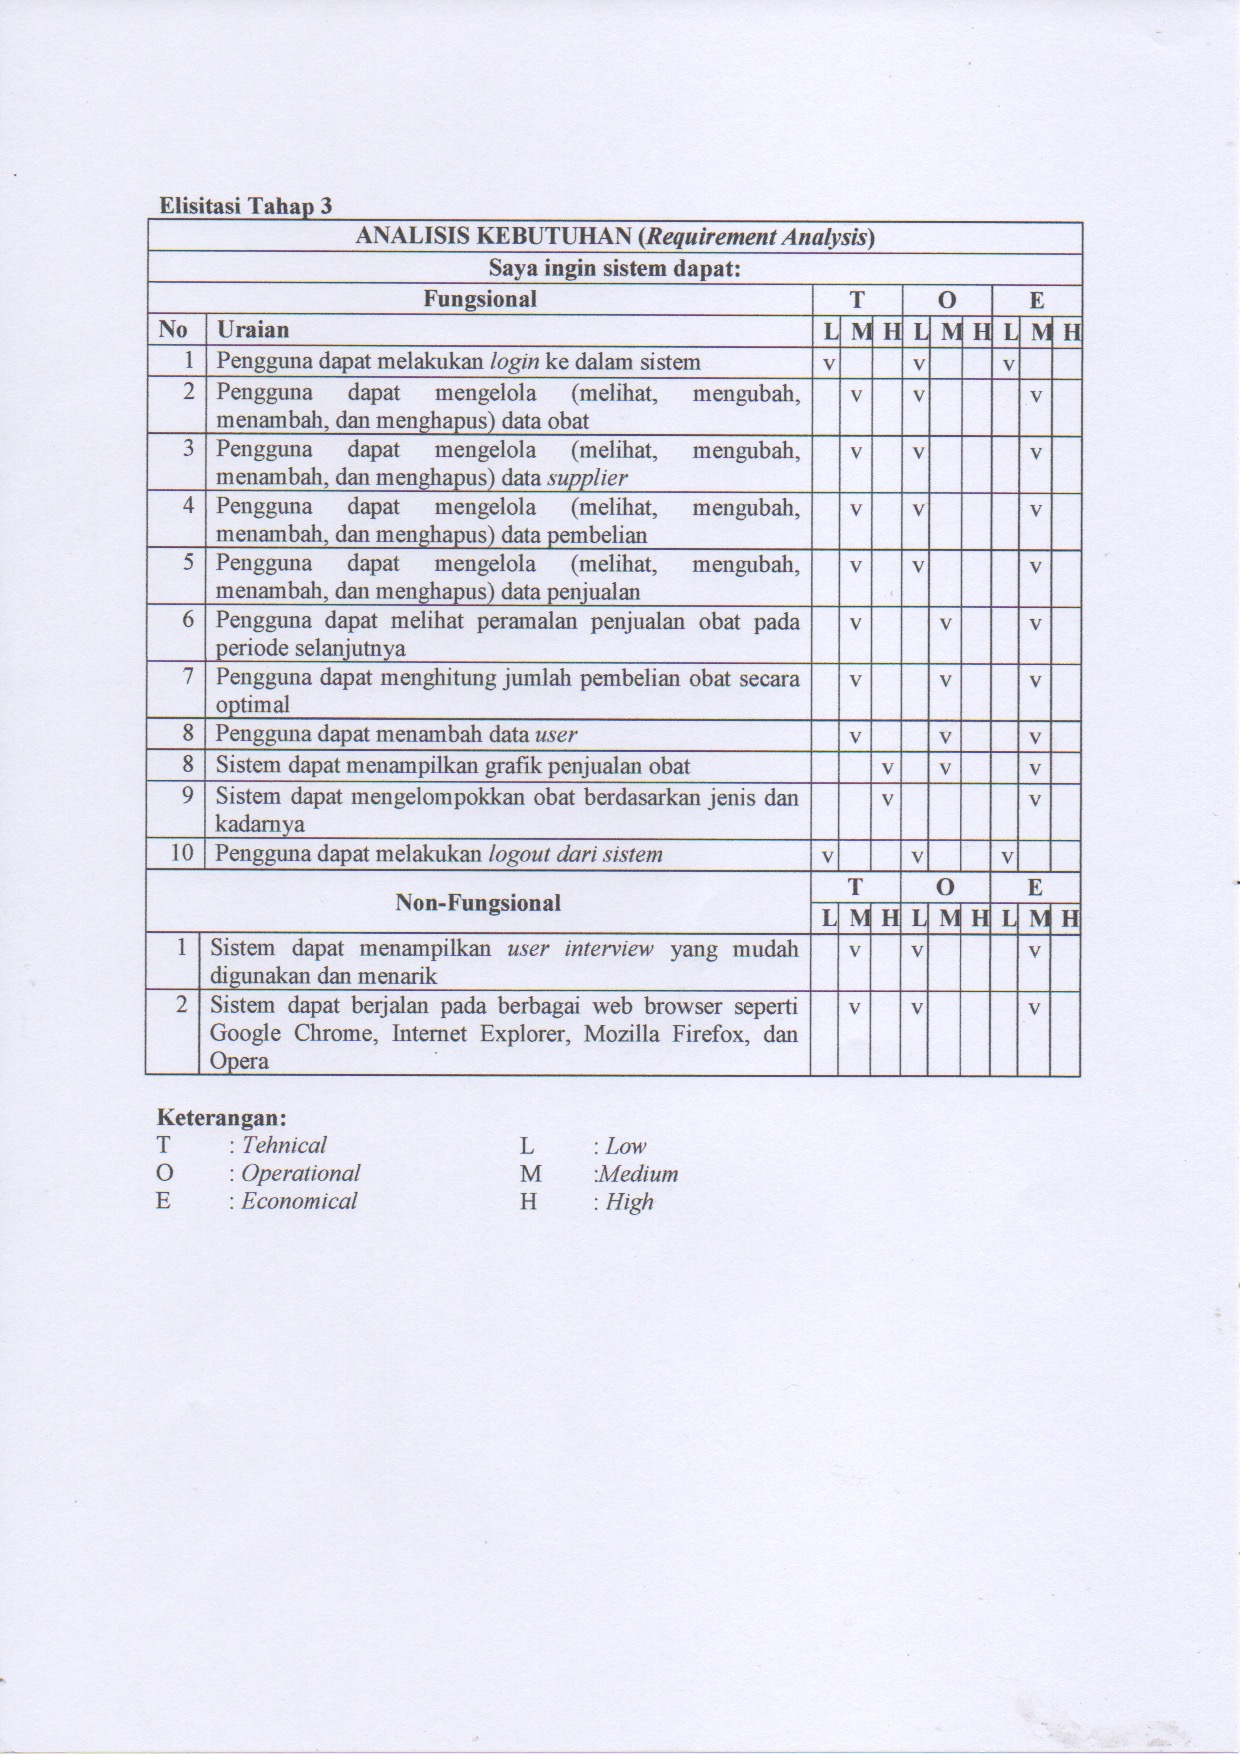 Elisitasi Tahap 3
ANALISIS KEBUTUHAN (Requirement Analysis)
Saya ingin sistem dapat:
Fungsional T O E
No Uraian L M H L M H L M H
1 Pengguna dapat melakukan login ke dalam sistem v v v
2 Pengguna dapat mengelola (melihat, mengubah, v v v
menambah, dan menghapus) data obat
3 Pengguna dapat mengelola (melihat, mengubah, v v v
menambah, dan menghapus) data supplier
4 Pengguna dapat mengelola (melihat, mengubah, v v v
menambah, dan menghapus) data pembelian
5 Pengguna dapat mengelola (melihat, mengubah, v v v
menambah, dan menghapus) data penjualan
6 Pengguna dapat melihat peramalan penjualan obat pada v v v
periode selanjutnya
7 Pengguna dapat menghitung jumlah pembelian obat secara v v v
optimal
8 Pengguna dapat menambah data user v v v
8 Sistem dapat menampilkan grafik penjualan obat v v v
9 Sistem dapat mengelompokkan obat berdasarkan jenis dan v v
kadarnya
10 Pengguna dapat melakukan logout dari sistem v v v
Non-Fungsional T O E
L M H L M H L M H
1 Sistem dapat menampilkan user interview yang mudah v v v
digunakan dan menarik
2 Sistem dapat berjalan pada berbagai web browser seperti v v v
Google Chrome, Internet Explorer, Mozilla Firefox, dan
Opera
Keterangan:
T : Tehnical L : Low
O : Operational M :Medium
E : Economical H : High